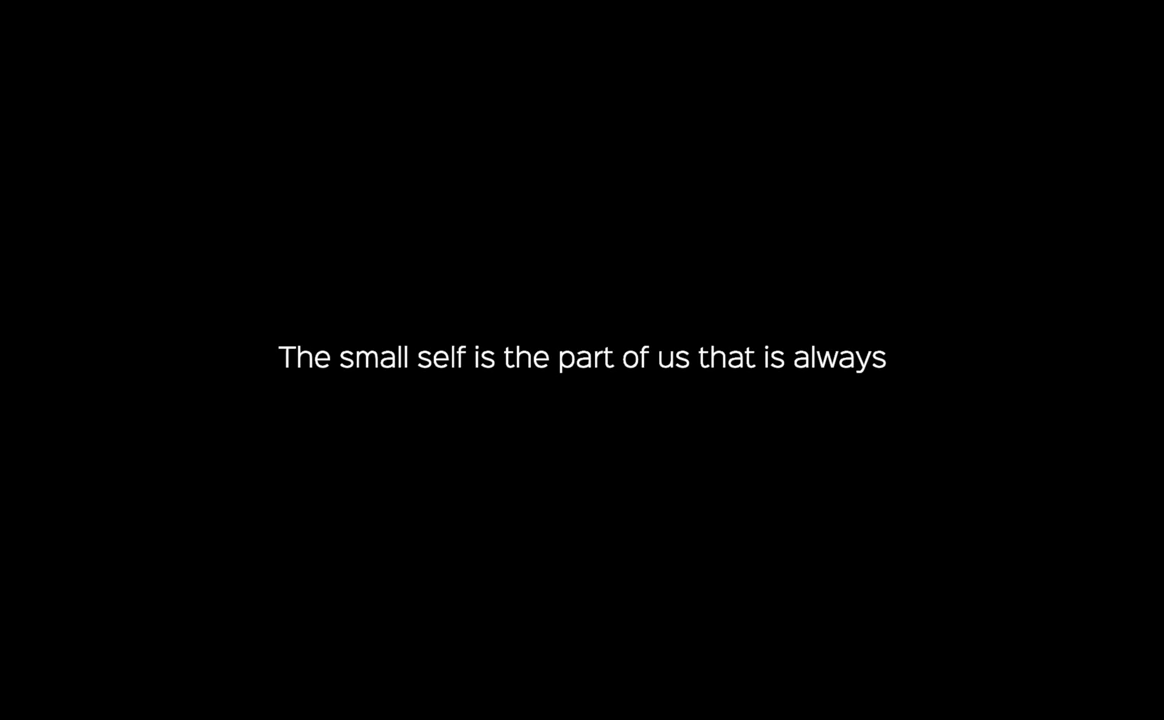 The small self is the part of us that is always